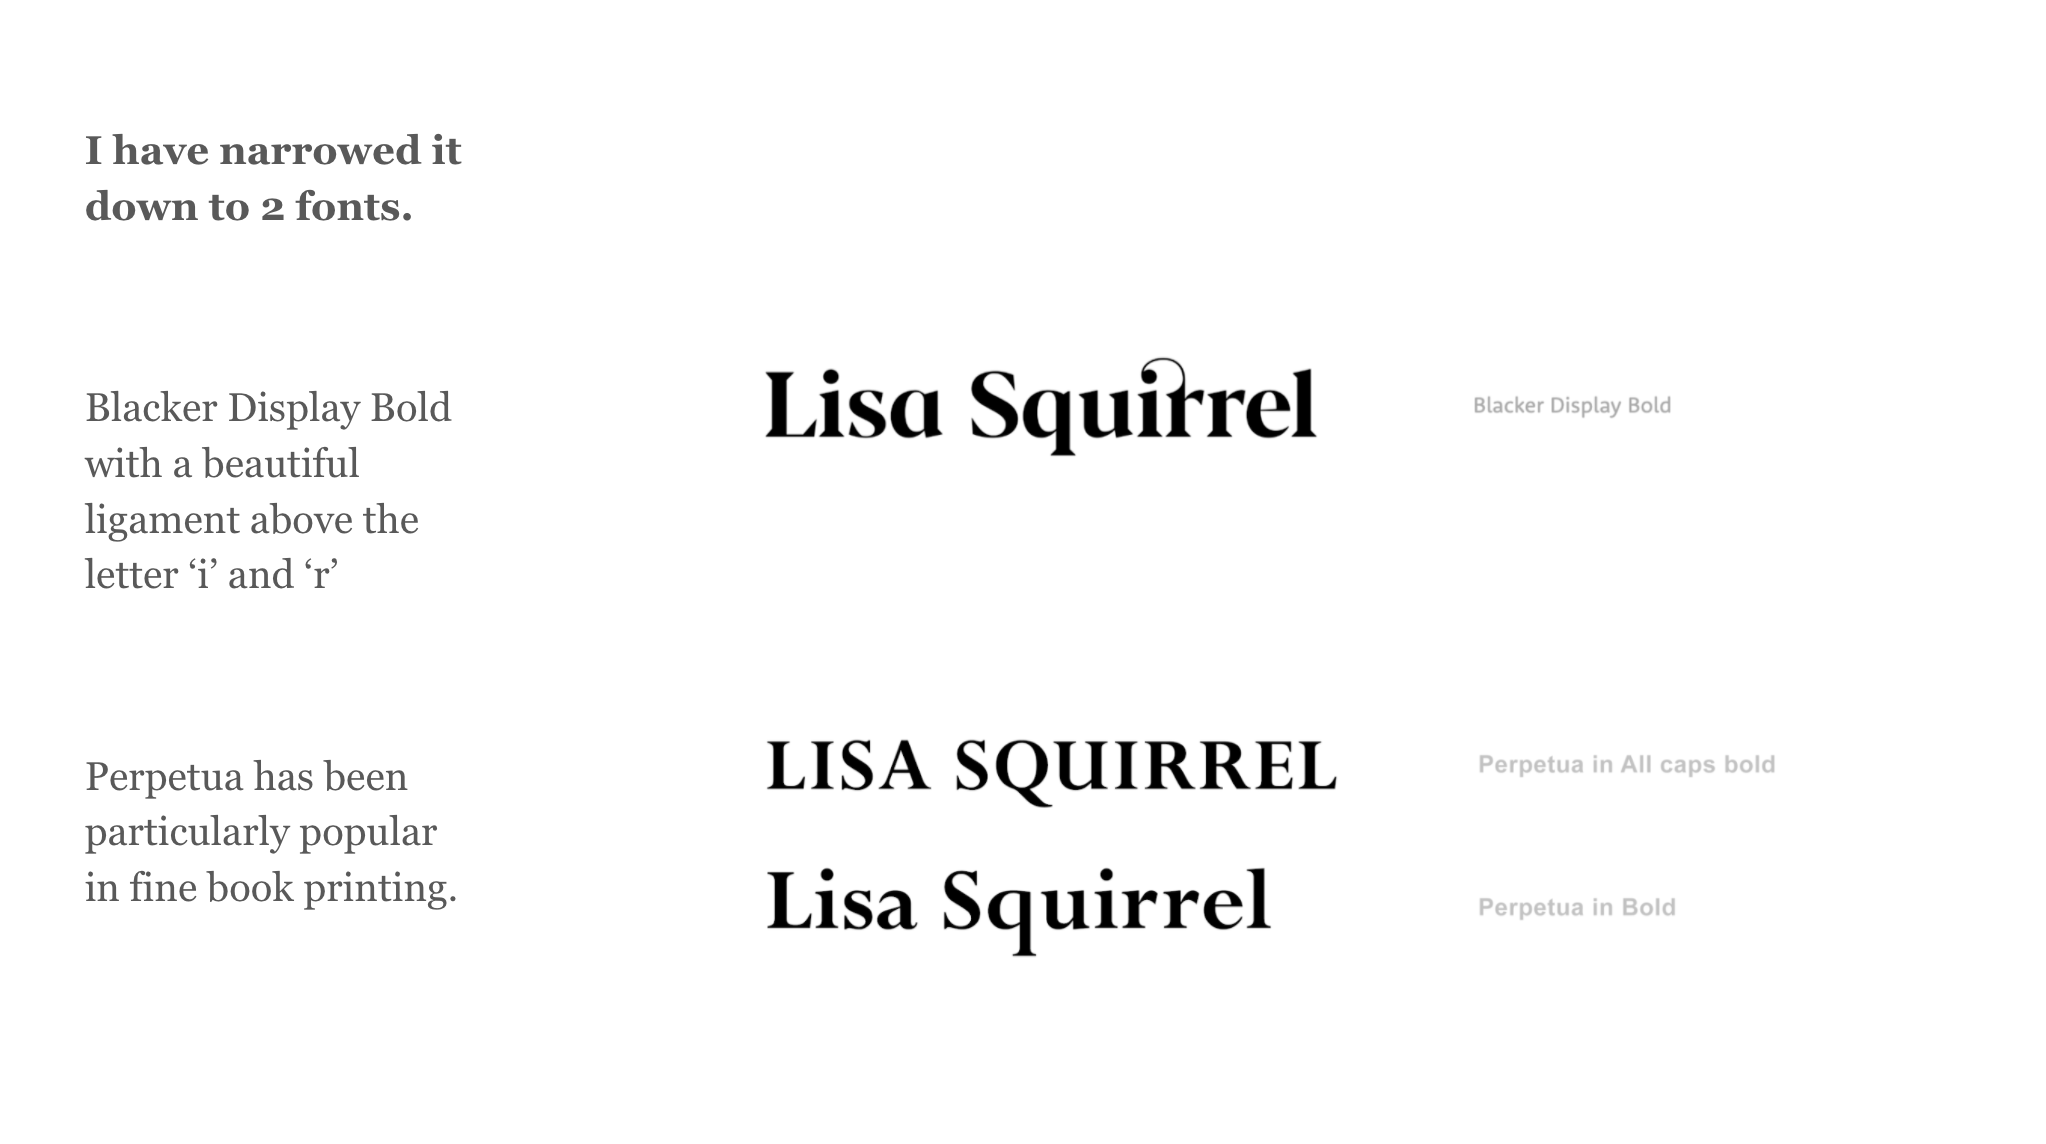 I have narrowed it
down to 2 fonts.
Blacker Display Bold
with a beautiful
ligament above the
letter ‘i’ and ‘r’
Lisa Squirrel
Blacker Display Bold
Perpetua has been
particularly popular
in fine book printing.
LISA SQUIRREL
Perpetua in All caps bold
Lisa Squirrel
Perpetua in Bold